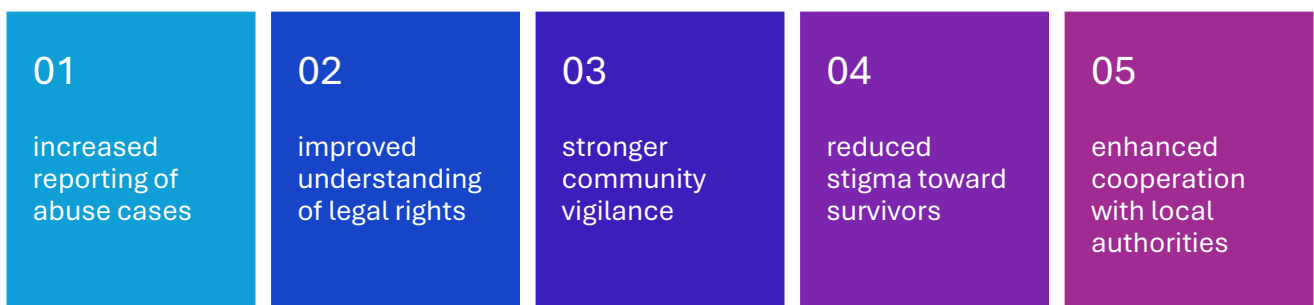 01
increased
reporting of
abuse cases
02
improved
understanding
of legal rights
03
stronger
community
vigilance
04
reduced
stigma toward
survivors
05
enhanced
cooperation
with local
authorities